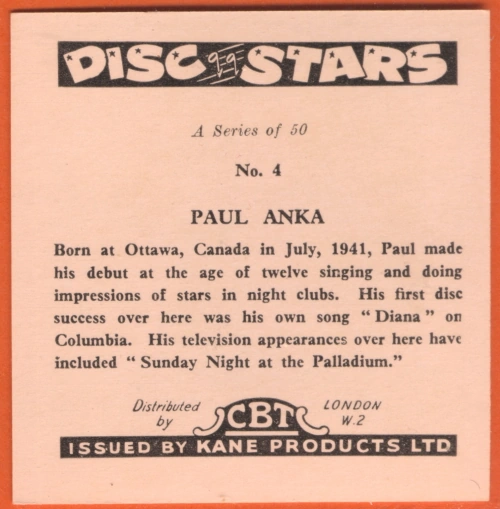 DISC STARS
A Series of 50
No. 4
PAUL ANKA
Born at Ottawa, Canada in July, 1941, Paul made
his debut at the age of twelve singing and doing
impressions of stars in night clubs. His first disc
success over here was his own song "Diana" on
Columbia. His television appearances over here have
included "Sunday Night at the Palladium."
Distributed by CBT LONDON W.2
ISSUED BY KANE PRODUCTS LTD